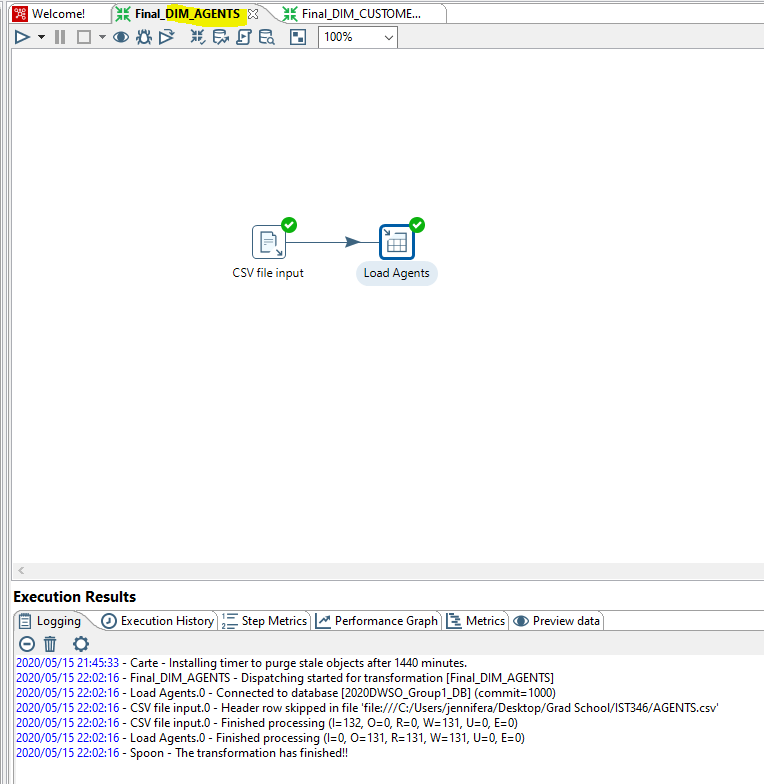 Welcome!
Final_DIM_AGENTS
Final_DIM_CUSTOME...
100%
CSV file input
Load Agents
Execution Results
Logging
Execution History
Step Metrics
Performance Graph
Metrics
Preview data
2020/05/15 21:45:33 - Carte - Installing timer to purge stale objects after 1440 minutes.
2020/05/15 22:02:16 - Final_DIM_AGENTS - Dispatching started for transformation [Final_DIM_AGENTS]
2020/05/15 22:02:16 - Load Agents.0 - Connected to database [2020DWSO_Group1_DB] (commit=1000)
2020/05/15 22:02:16 - CSV file input.0 - Header row skipped in file 'file:///C:/Users/jennifera/Desktop/Grad School/IST346/AGENTS.csv'
2020/05/15 22:02:16 - CSV file input.0 - Finished processing (I=132, O=0, R=0, W=131, U=0, E=0)
2020/05/15 22:02:16 - Load Agents.0 - Finished processing (I=0, O=131, R=131, W=131, U=0, E=0)
2020/05/15 22:02:16 - Spoon - The transformation has finished!!